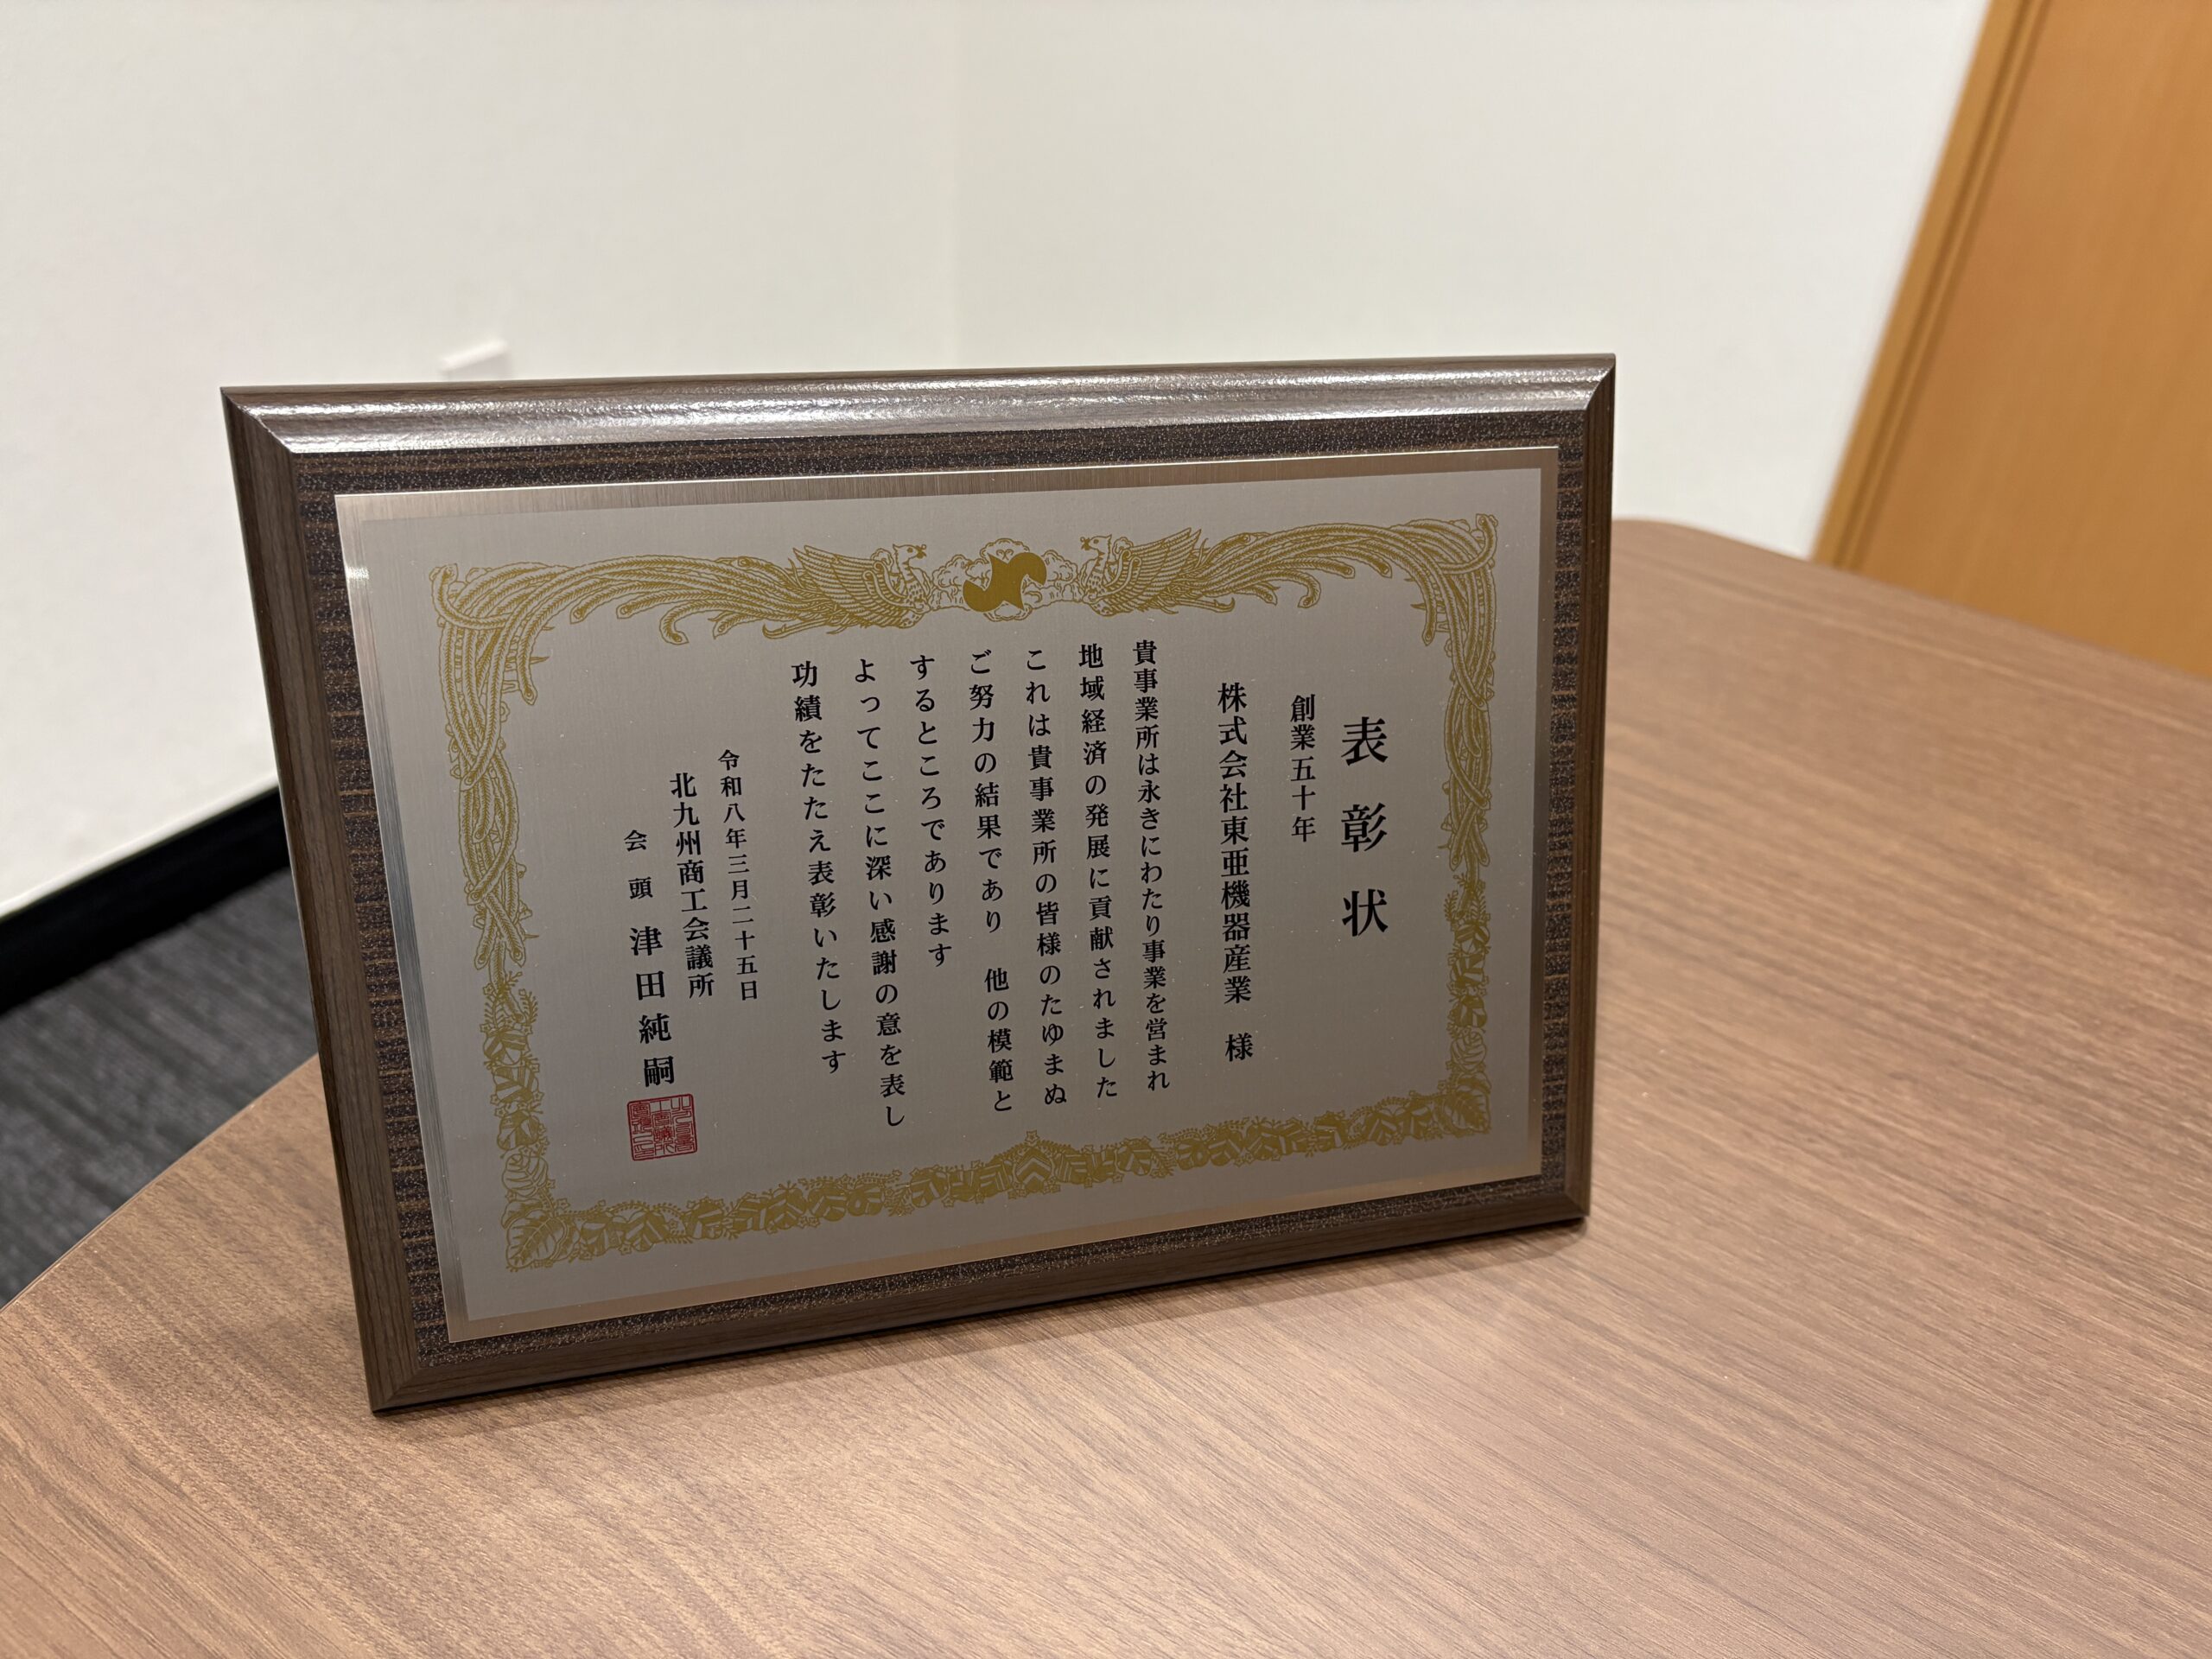 表彰状
創業五十年
株式会社東亜機器産業　様
貴事業所は永きにわたり事業を営まれ
地域経済の発展に貢献されました
これは貴事業所の皆様のたゆまぬ
ご努力の結果であり　他の模範と
するところであります
よってここに深い感謝の意を表し
功績をたたえ表彰いたします
令和八年三月二十五日
北九州商工会議所
会頭　津田純嗣